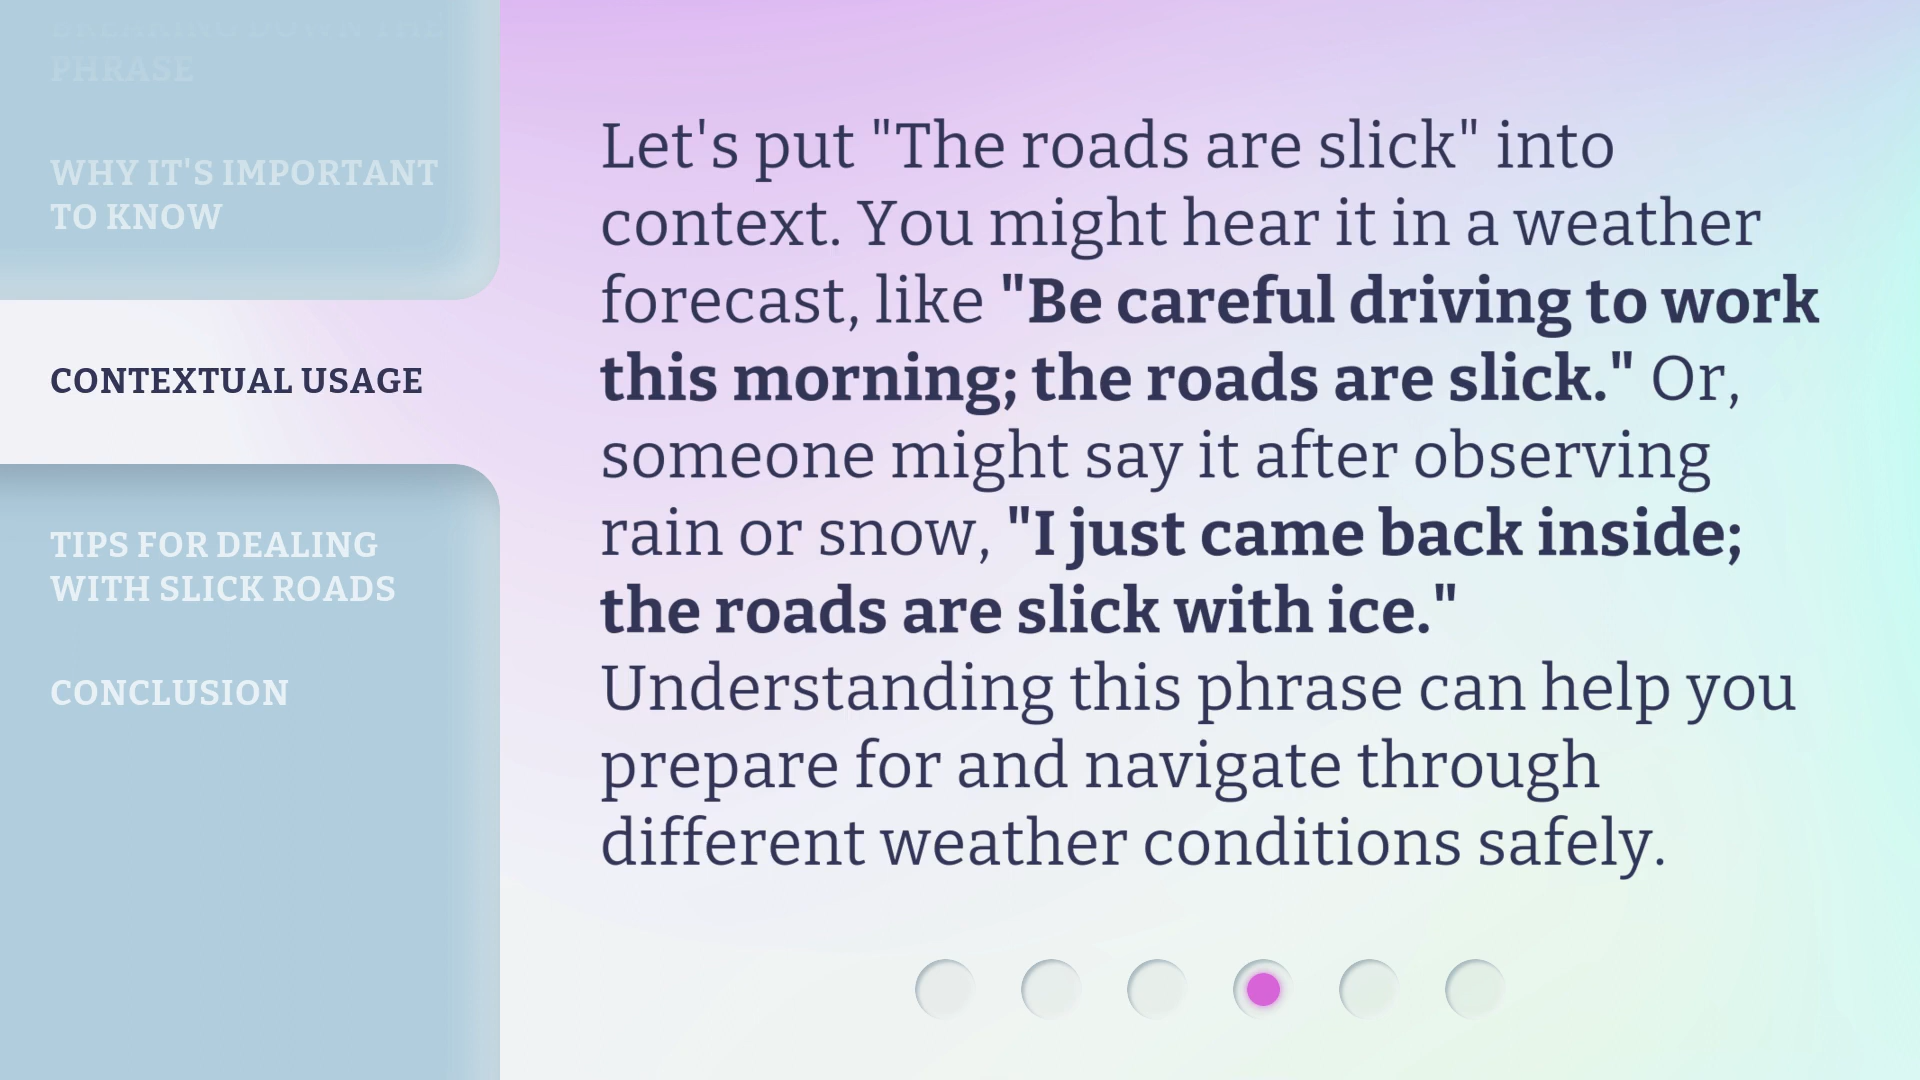 BREAKING DOWN THE
PHRASE
WHY IT'S IMPORTANT
TO KNOW
CONTEXTUAL USAGE
TIPS FOR DEALING
WITH SLICK ROADS
CONCLUSION
Let's put "The roads are slick" into
context. You might hear it in a weather
forecast, like "Be careful driving to work
this morning; the roads are slick." Or,
someone might say it after observing
rain or snow, "I just came back inside;
the roads are slick with ice."
Understanding this phrase can help you
prepare for and navigate through
different weather conditions safely.